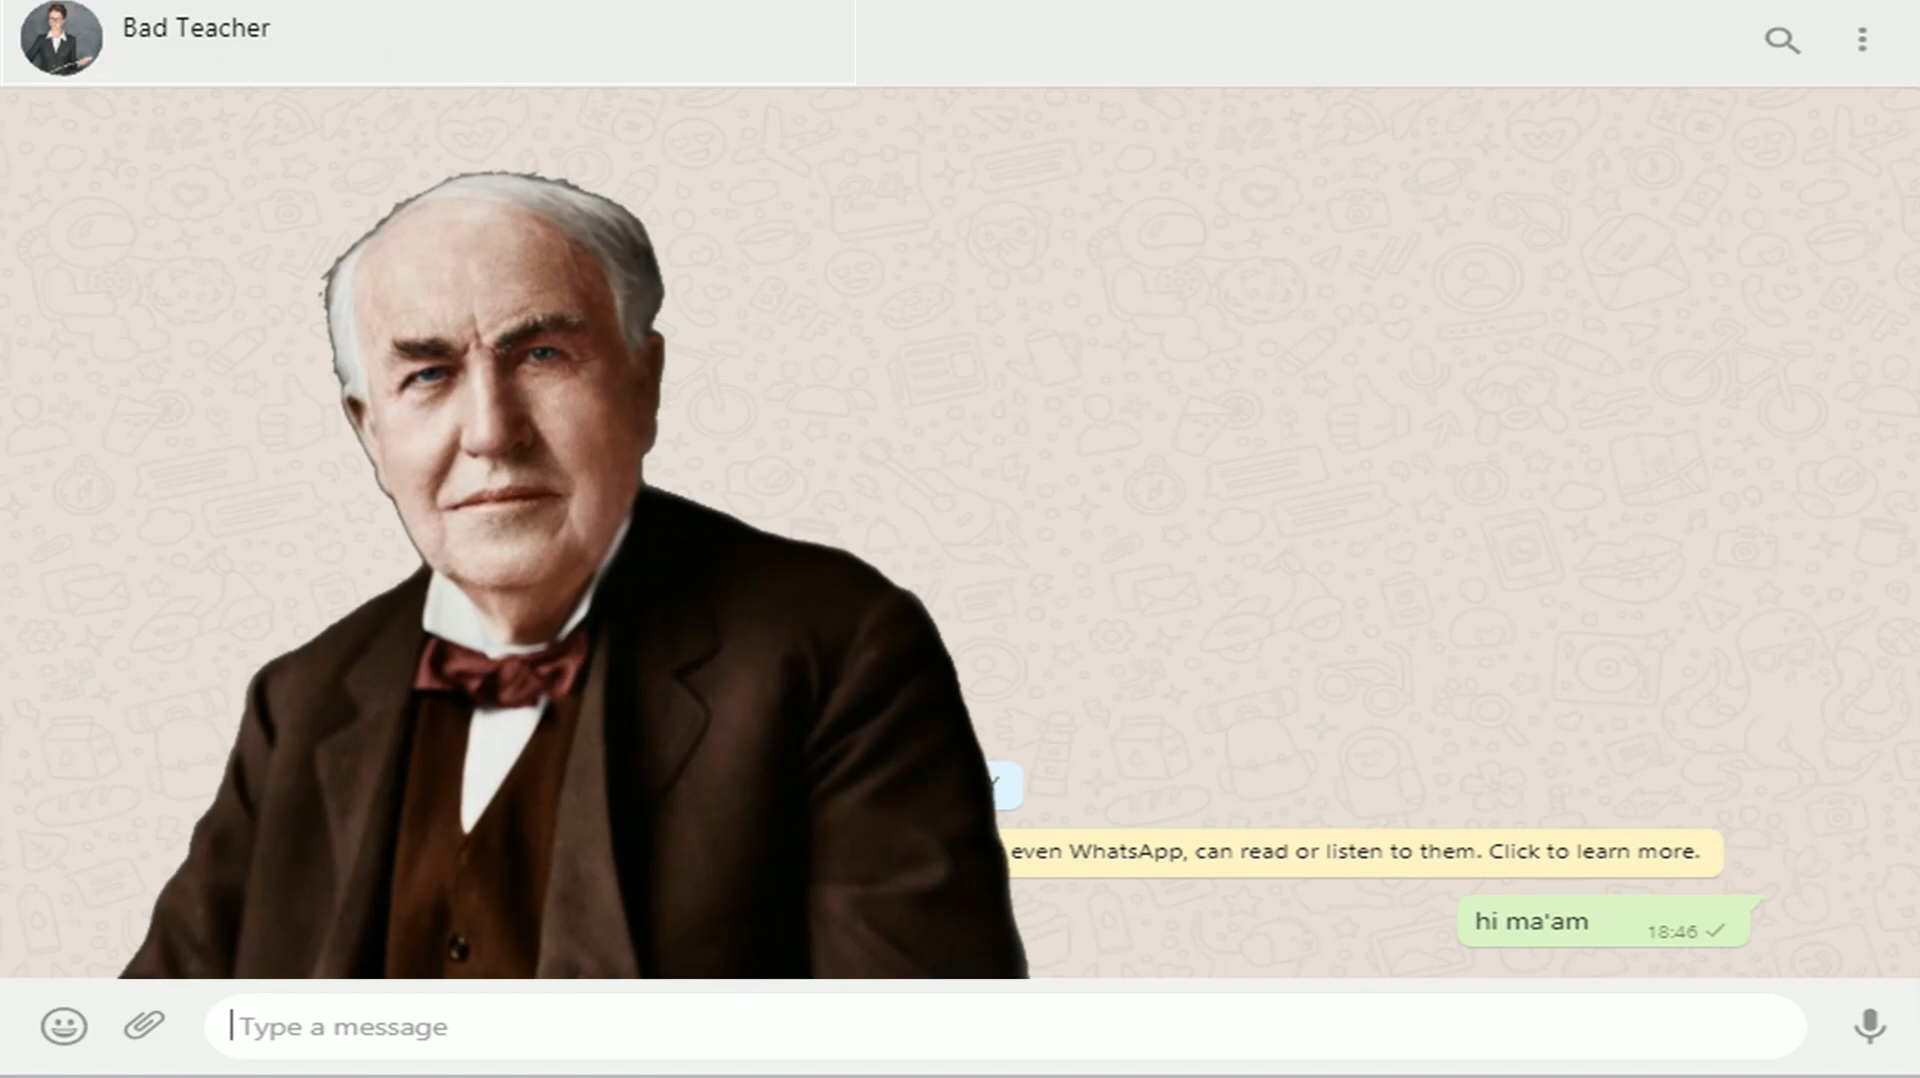 Bad Teacher
even WhatsApp, can read or listen to them. Click to learn more.
hi ma'am
18:46
Type a message